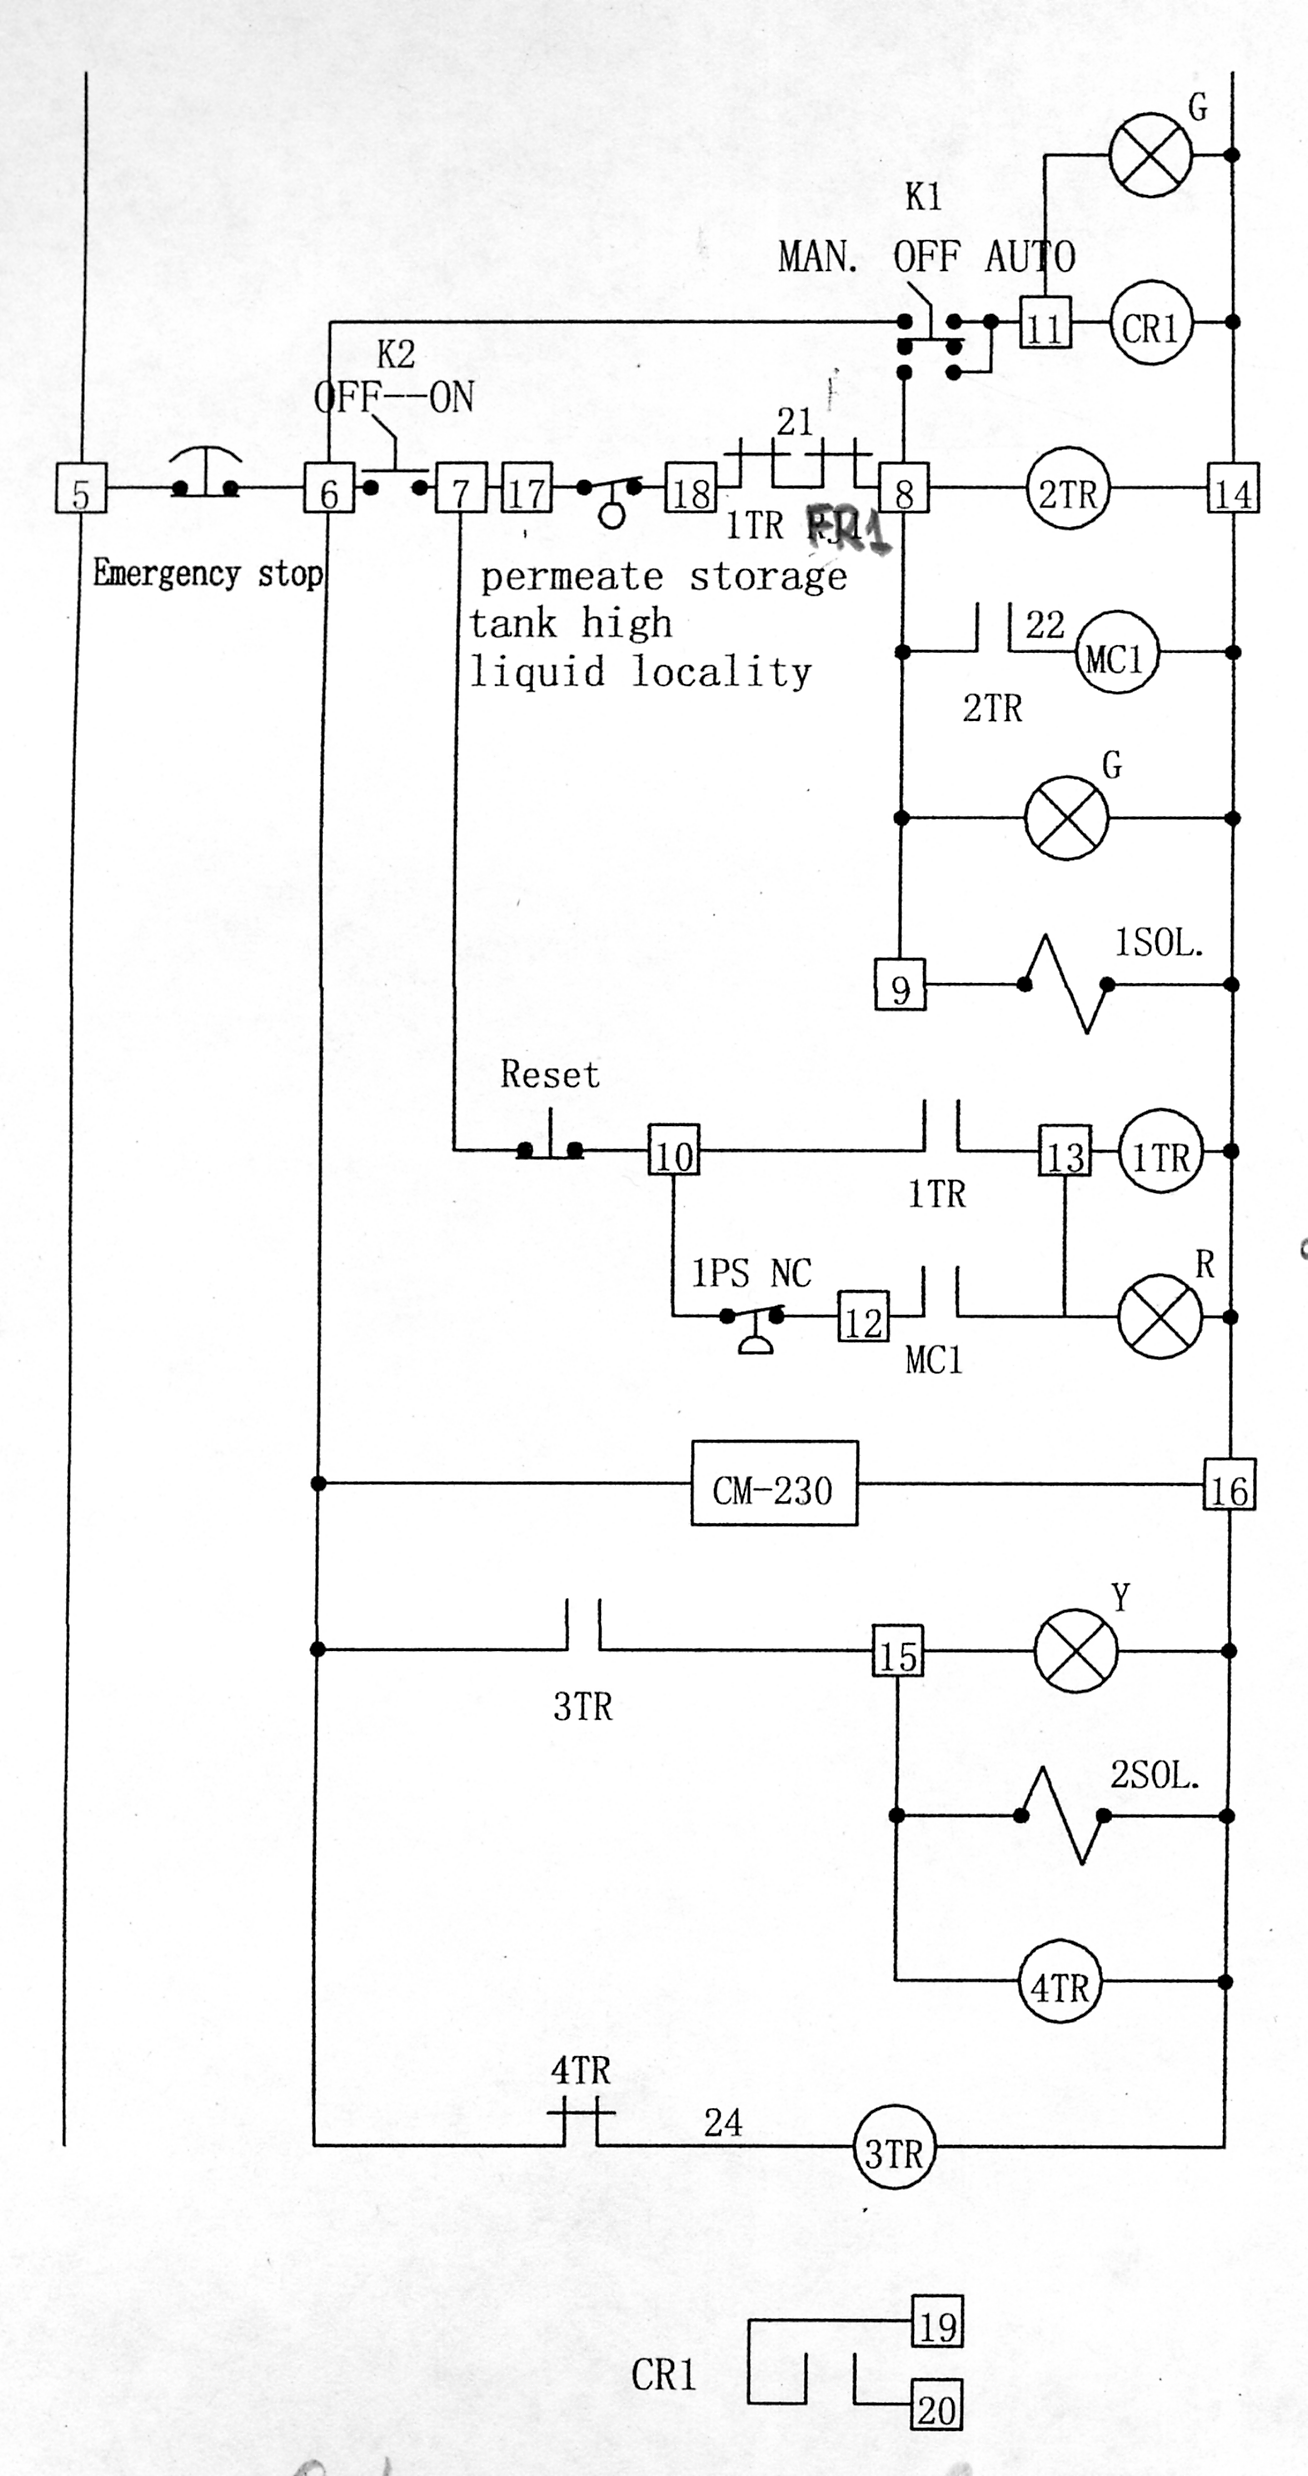 G
K1
MAN. OFF AUTO
11
CR1
K2
OFF--ON
21
5
6
7
17
18
8
2TR
14
1TR
FR1
Emergency stop
permeate storage
tank high
liquid locality
22
MC1
2TR
G
1SOL.
9
Reset
10
13
1TR
1TR
1PS NC
R
12
MC1
CM-230
16
Y
15
3TR
2SOL.
4TR
4TR
24
3TR
19
CR1
20